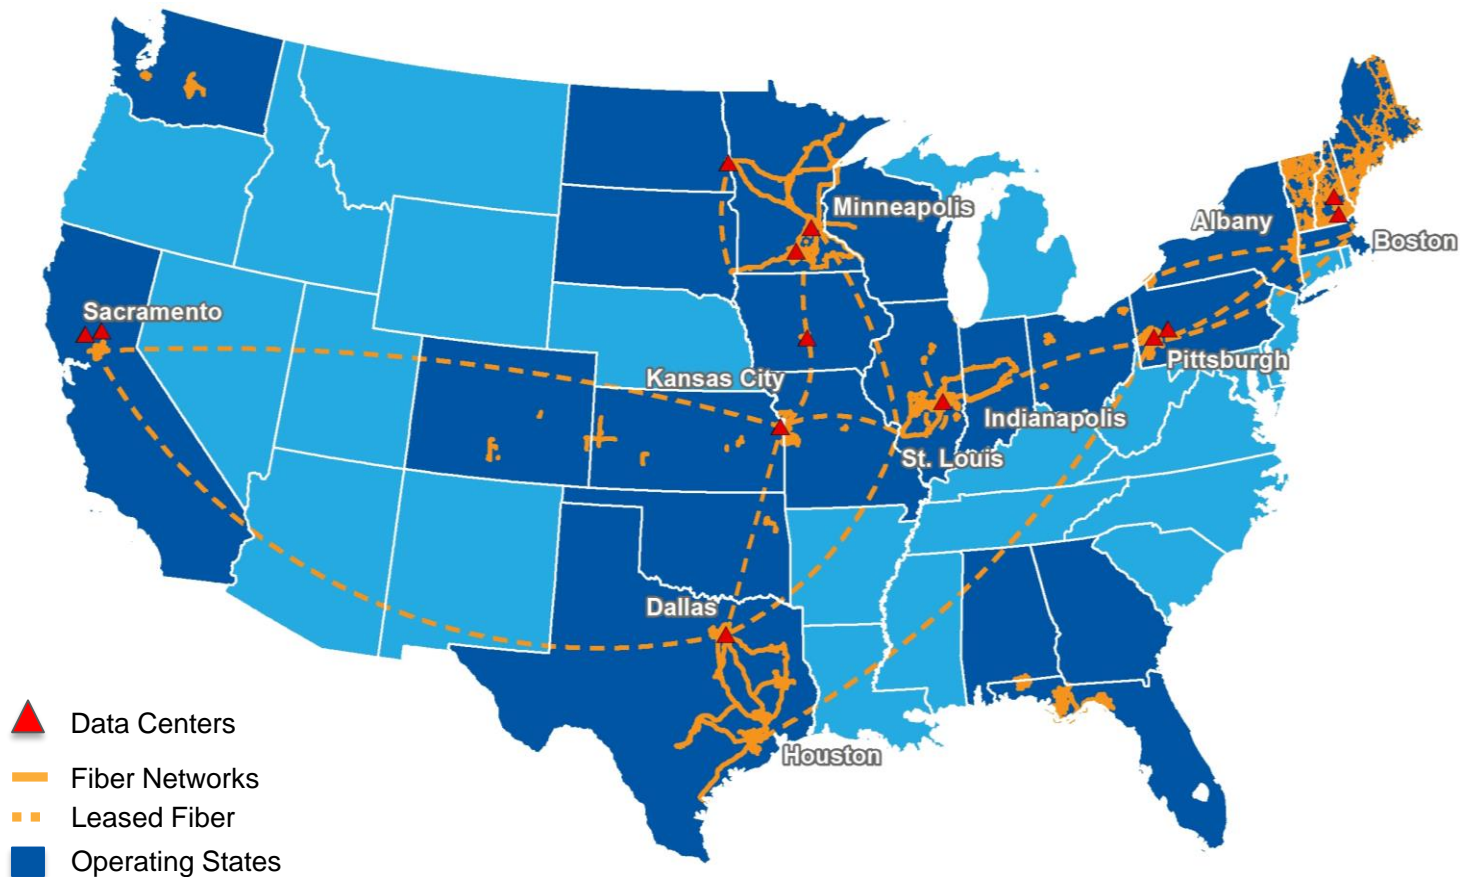 Minneapolis
Albany
Boston
Sacramento
Pittsburgh
Kansas City
Indianapolis
St. Louis
Dallas
Houston
Data Centers
Fiber Networks
Leased Fiber
Operating States